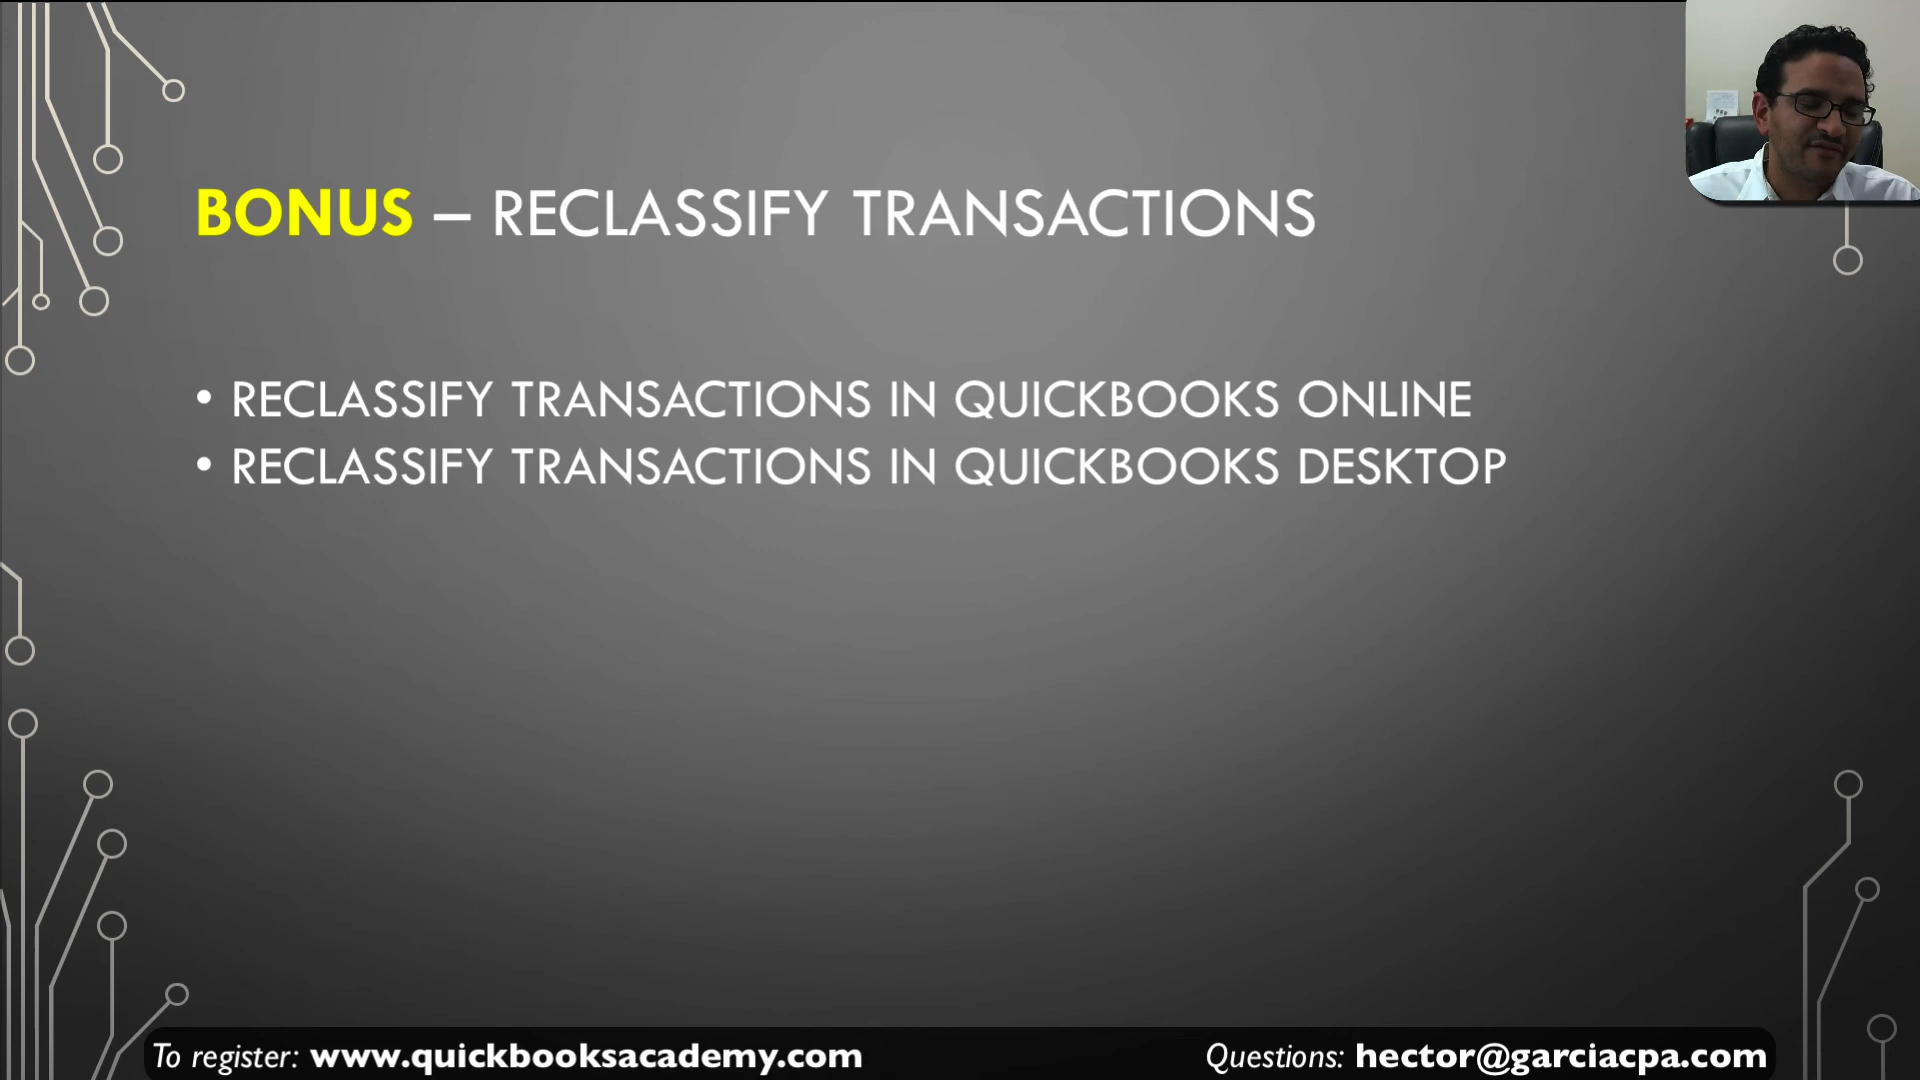 BONUS – RECLASSIFY TRANSACTIONS
• RECLASSIFY TRANSACTIONS IN QUICKBOOKS ONLINE
• RECLASSIFY TRANSACTIONS IN QUICKBOOKS DESKTOP
To register: www.quickbooksacademy.com
Questions: hector@garciacpa.com